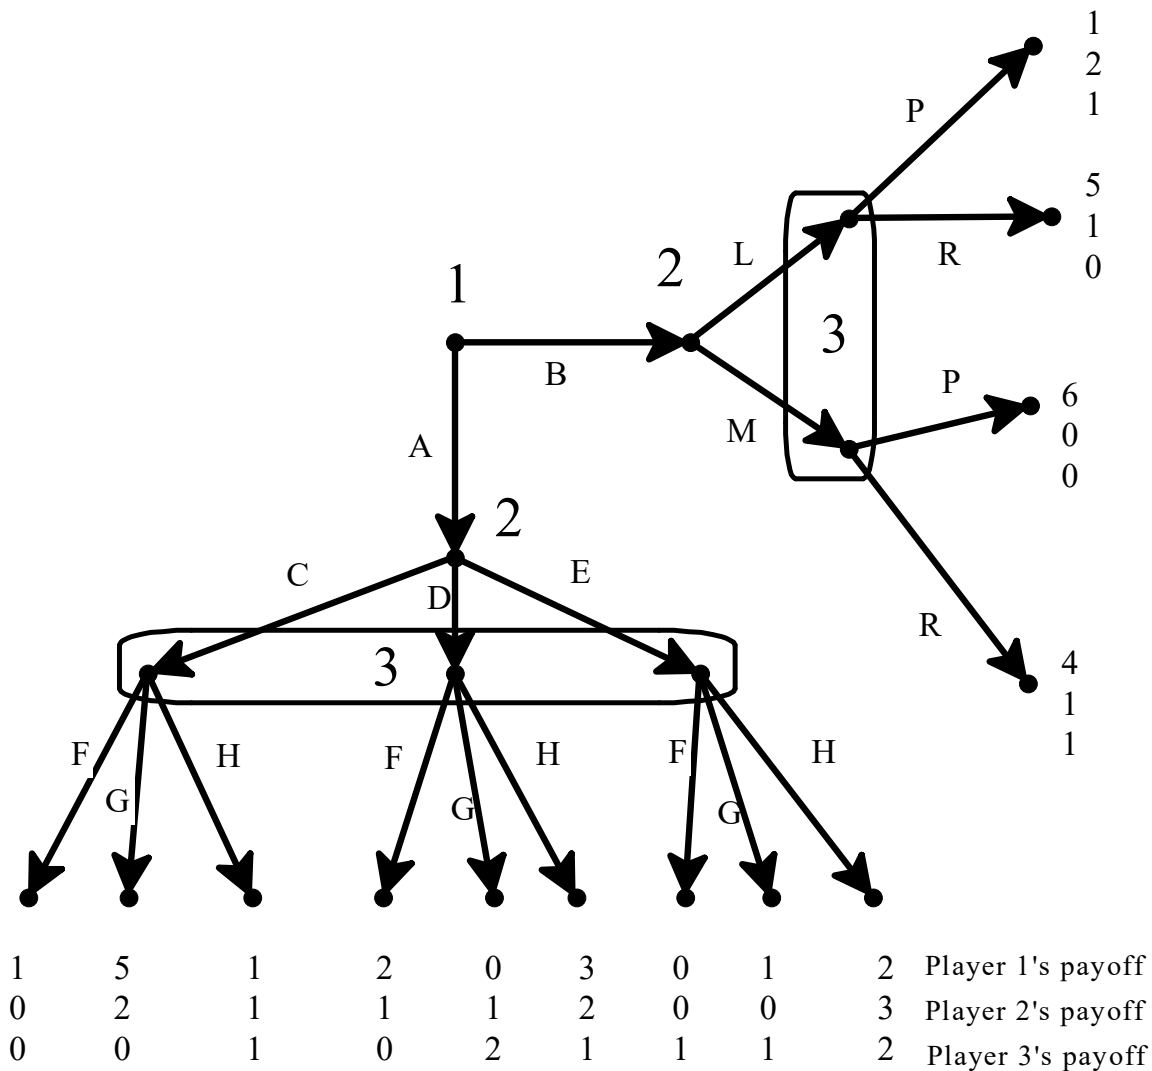 1
2
1
P
5
1
0
L
R
2
1
3
B
P
6
0
0
A
M
2
C
D
E
R
3
4
1
1
F
G
H
F
G
H
F
G
H
1 5 1 2 0 3 0 1 2 Player 1's payoff
0 2 1 1 1 2 0 0 3 Player 2's payoff
0 0 1 0 2 1 1 1 2 Player 3's payoff